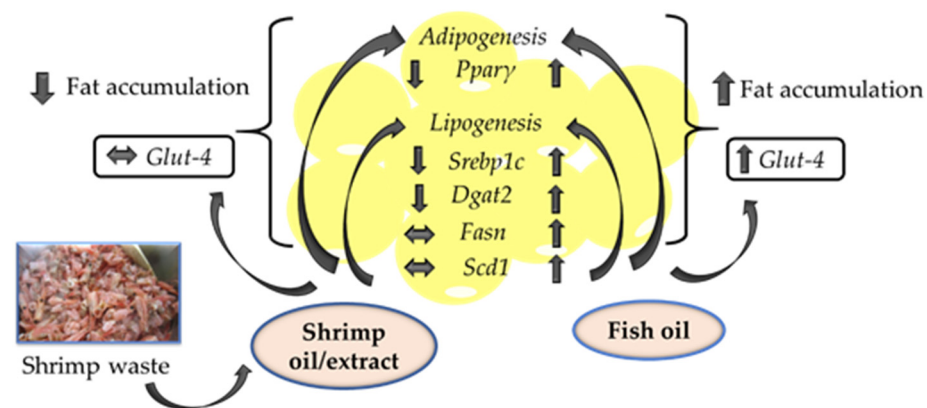 Adipogenesis
Pparγ
Fat accumulation
Fat accumulation
Lipogenesis
Glut-4
Srebp1c
Glut-4
Dgat2
Fasn
Scd1
Shrimp
oil/extract
Fish oil
Shrimp waste